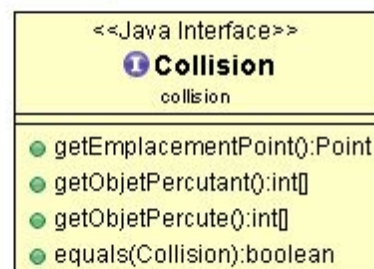 <<Java Interface>>
I Collision
collision
getEmplacementPoint():Point
getObjetPercutant():int[]
getObjetPercute():int[]
equals(Collision):boolean